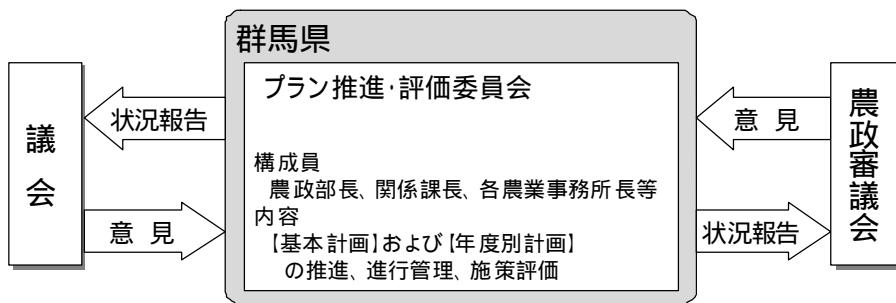 群馬県
プラン推進・評価委員会
構成員
農政部長、関係課長、各農業事務所長等
内容
【基本計画】および【年度別計画】
の推進、進行管理、施策評価
議会
状況報告
意 見
農政審議会
意 見
状況報告